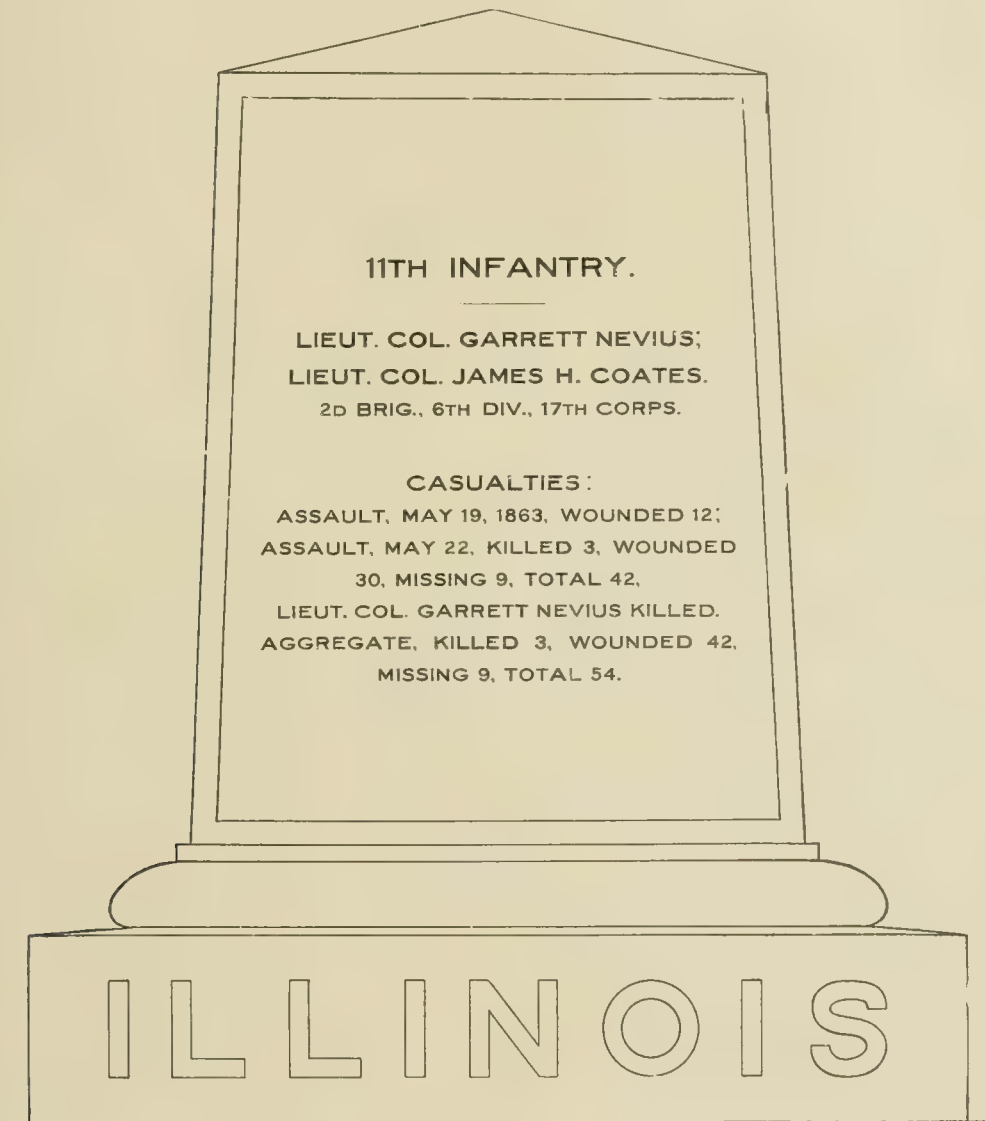 11TH INFANTRY.
LIEUT. COL. GARRETT NEVIUS;
LIEUT. COL. JAMES H. COATES.
2D BRIG., 6TH DIV., 17TH CORPS.
CASUALTIES:
ASSAULT, MAY 19, 1863, WOUNDED 12;
ASSAULT, MAY 22, KILLED 3, WOUNDED
30, MISSING 9, TOTAL 42,
LIEUT. COL. GARRETT NEVIUS KILLED.
AGGREGATE, KILLED 3, WOUNDED 42,
MISSING 9, TOTAL 54.
ILLINOIS